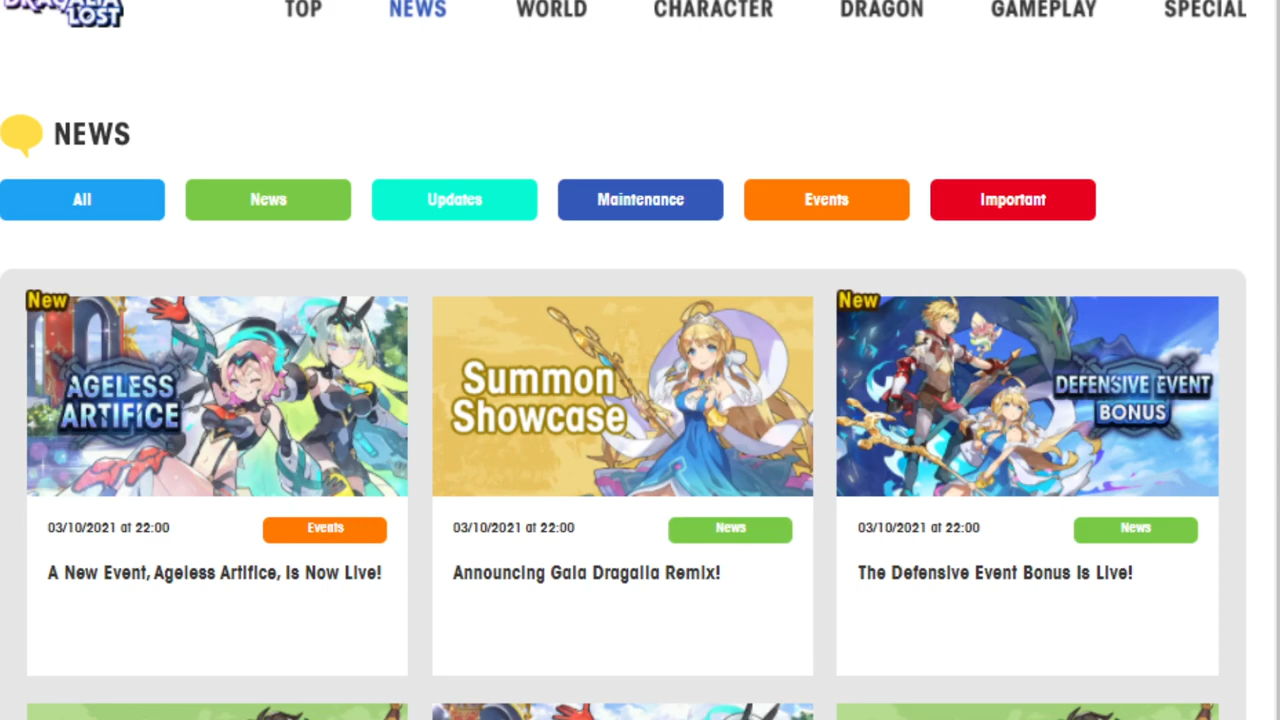 DRAGALIA
LOST
TOP NEWS WORLD CHARACTER DRAGON GAMEPLAY SPECIAL
NEWS
All News Updates Maintenance Events Important
New
AGELESS
ARTIFICE
Summon
Showcase
New
DEFENSIVE EVENT
BONUS
03/10/2021 at 22:00 Events
A New Event, Ageless Artifice, Is Now Live!
03/10/2021 at 22:00 News
Announcing Gala Dragalia Remix!
03/10/2021 at 22:00 News
The Defensive Event Bonus Is Live!